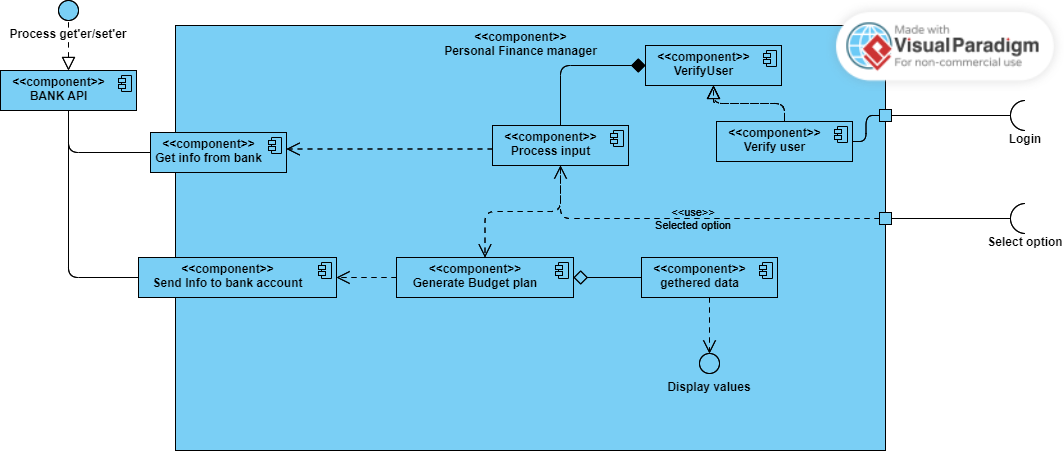 Process get'er/set'er
<<component>>
BANK API
<<component>>
Personal Finance manager
<<component>>
VerifyUser
Made with
VisualParadigm
For non-commercial use
<<component>>
Get info from bank
<<component>>
Process input
<<component>>
Verify user
Login
<<use>>
Selected option
Select option
<<component>>
Send Info to bank account
<<component>>
Generate Budget plan
<<component>>
gethered data
Display values